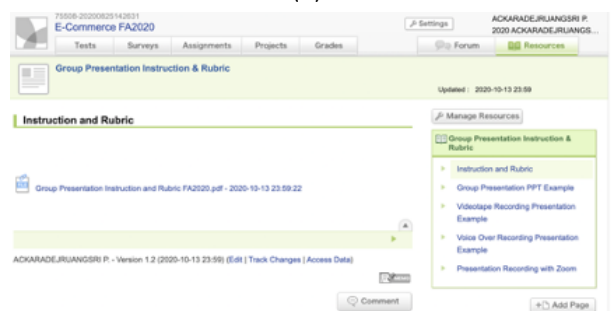 75508-20200825142631
E-Commerce FA2020
Settings
ACKARADEJRUANGSRI P.
2020 ACKARADEJRUANGS...
Tests
Surveys
Assignments
Projects
Grades
Forum
Resources
Group Presentation Instruction & Rubric
Updated : 2020-10-13 23:59
Instruction and Rubric
Group Presentation Instruction and Rubric FA2020.pdf - 2020-10-13 23:59:22
ACKARADEJRUANGSRI P. - Version 1.2 (2020-10-13 23:59) (Edit | Track Changes | Access Data)
Comment
Manage Resources
Group Presentation Instruction &
Rubric
Instruction and Rubric
Group Presentation PPT Example
Videotape Recording Presentation
Example
Voice Over Recording Presentation
Example
Presentation Recording with Zoom
Add Page